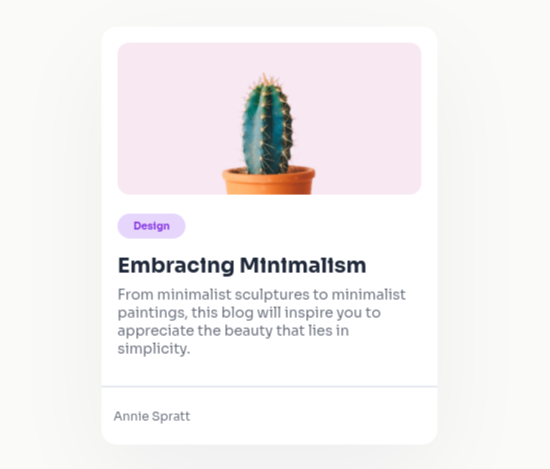 Design
Embracing Minimalism
From minimalist sculptures to minimalist
paintings, this blog will inspire you to
appreciate the beauty that lies in
simplicity.
Annie Spratt